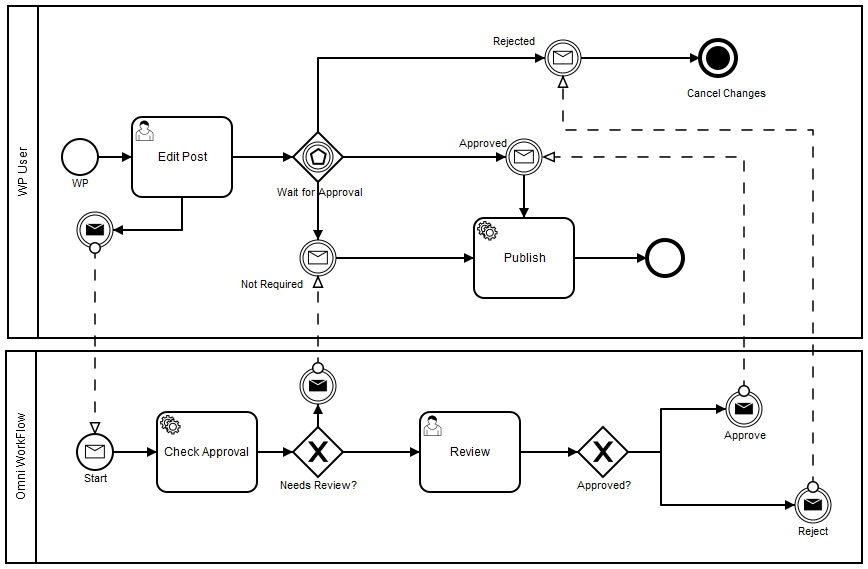 WP User
Rejected
Cancel Changes
Edit Post
Approved
WP
Wait for Approval
Publish
Not Required
Omni WorkFlow
Approve
Check Approval
Review
Start
Needs Review?
Approved?
Reject